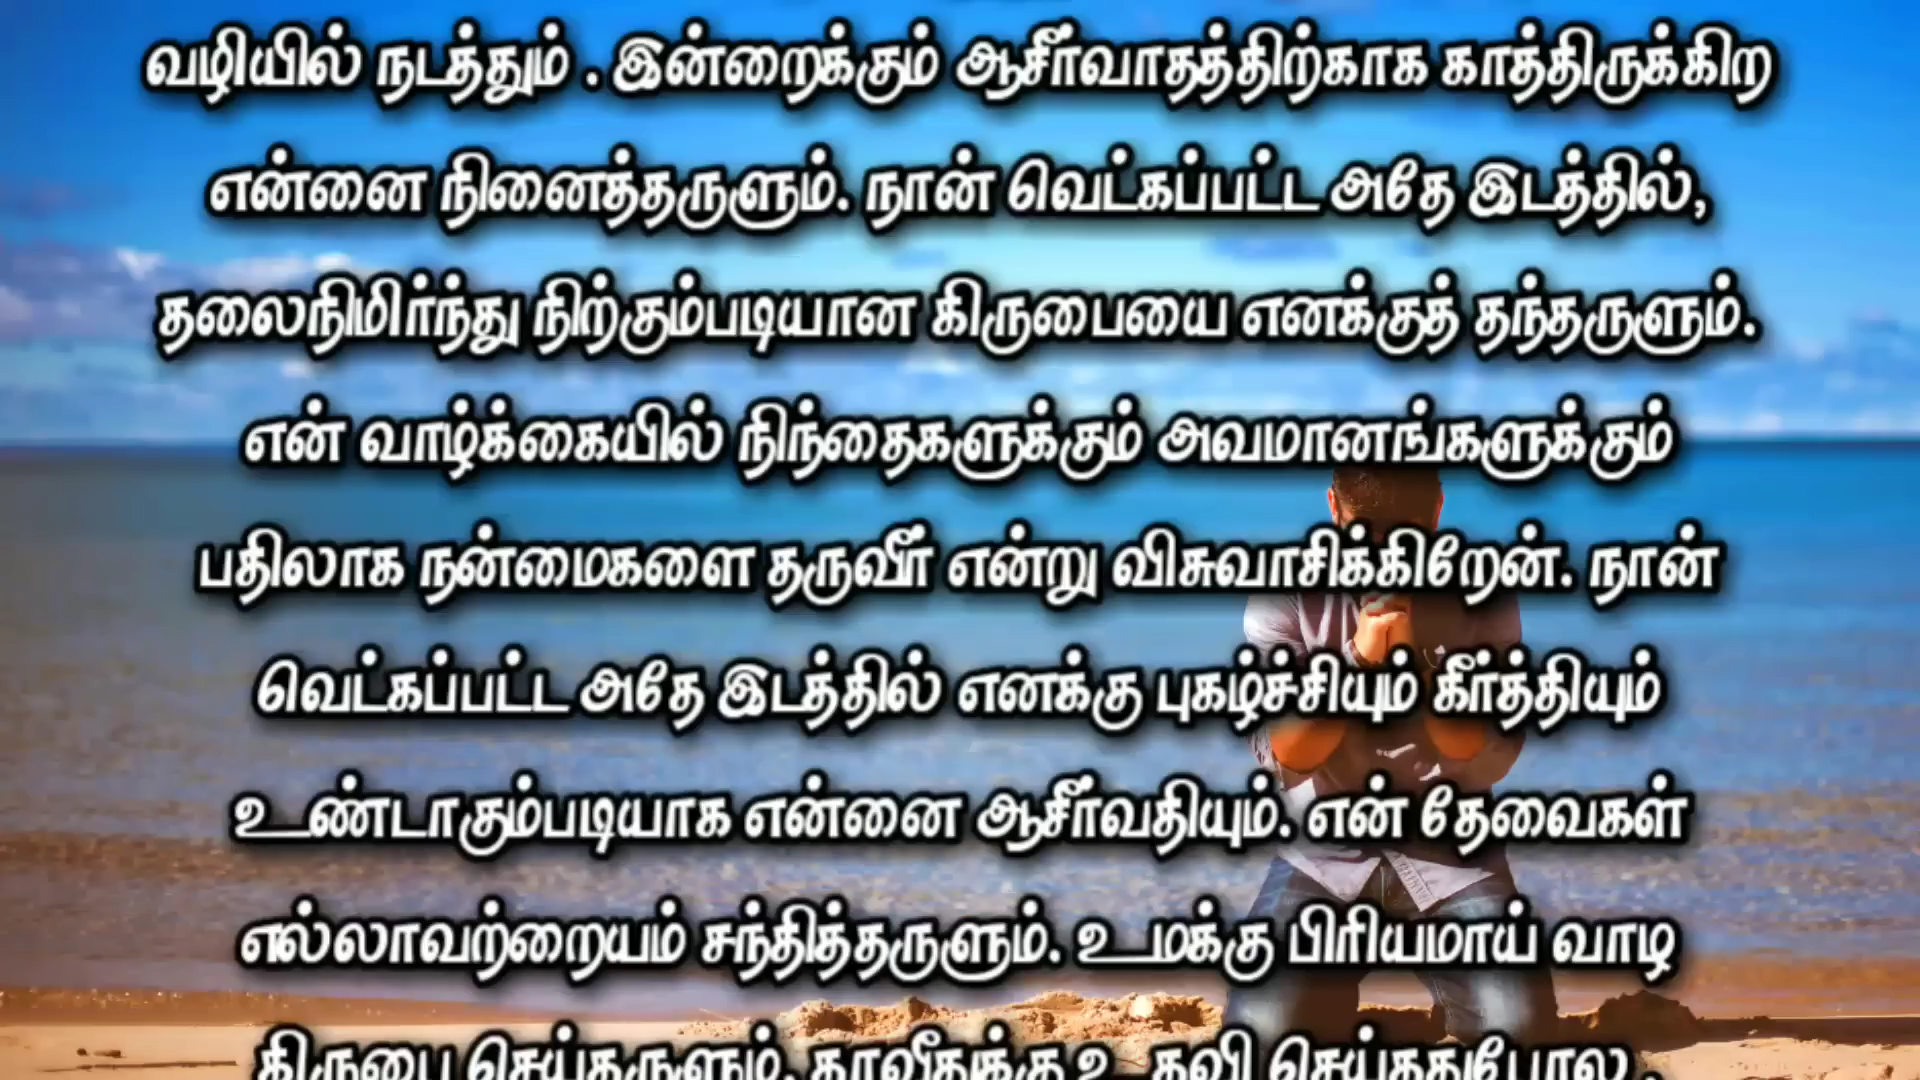 வழியில் நடத்தும் . இன்றைக்கும் ஆசீர்வாதத்திற்காக காத்திருக்கிற
என்னை நினைத்தருளும். நான் வெட்கப்பட்ட அதே இடத்தில்,
தலைநிமிர்ந்து நிற்கும்படியான கிருபையை எனக்குத் தந்தருளும்.
என் வாழ்க்கையில் நிந்தைகளுக்கும் அவமானங்களுக்கும்
பதிலாக நன்மைகளை தருவீர் என்று விசுவாசிக்கிறேன். நான்
வெட்கப்பட்ட அதே இடத்தில் எனக்கு புகழ்ச்சியும் கீர்த்தியும்
உண்டாகும்படியாக என்னை ஆசீர்வதியும். என் தேவைகள்
எல்லாவற்றையம் சந்தித்தருளும். உமக்கு பிரியமாய் வாழ
கிருபை செய்தருளும். தாவீதுக்கு உதவி செய்ததுபோல ,